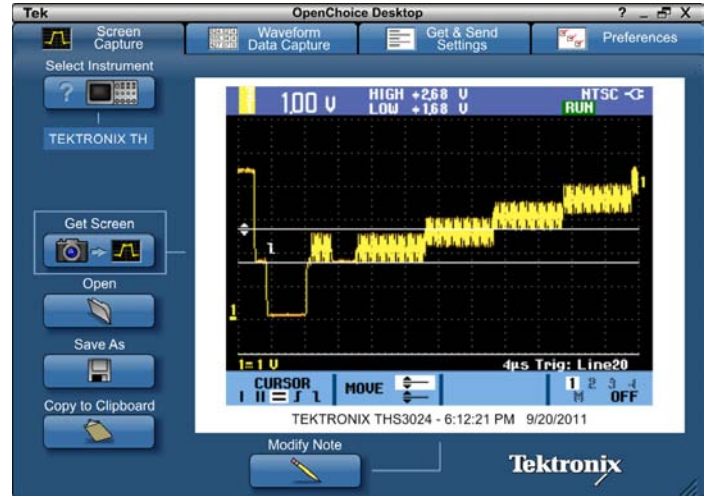 Tek OpenChoice Desktop ? _ X
Screen Capture
Waveform Data Capture
Get & Send Settings
Preferences
Select Instrument
?
TEKTRONIX TH
Get Screen
Open
Save As
Copy to Clipboard
1.00 V
HIGH +2.68 V
LOW +1.68 V
NTSC
RUN
1
1
1= 1 V
4µs Trig: Line20
CURSOR
MOVE
1 2 3 4
M OFF
TEKTRONIX THS3024 - 6:12:21 PM 9/20/2011
Modify Note
Tektronix